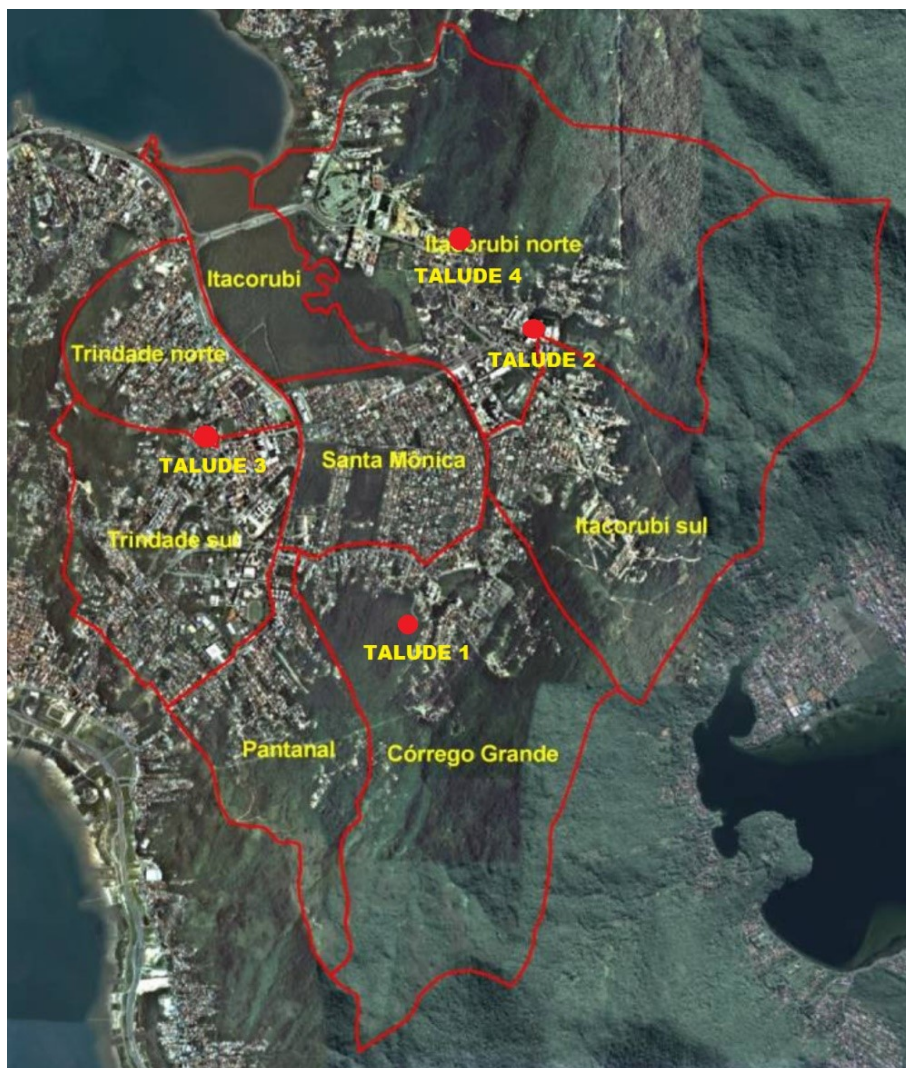 Itacorubi norte
TALUDE 4
Itacorubi
TALUDE 2
Trindade norte
TALUDE 3
Santa Mônica
Itacorubi sul
Trindade sul
TALUDE 1
Pantanal
Córrego Grande